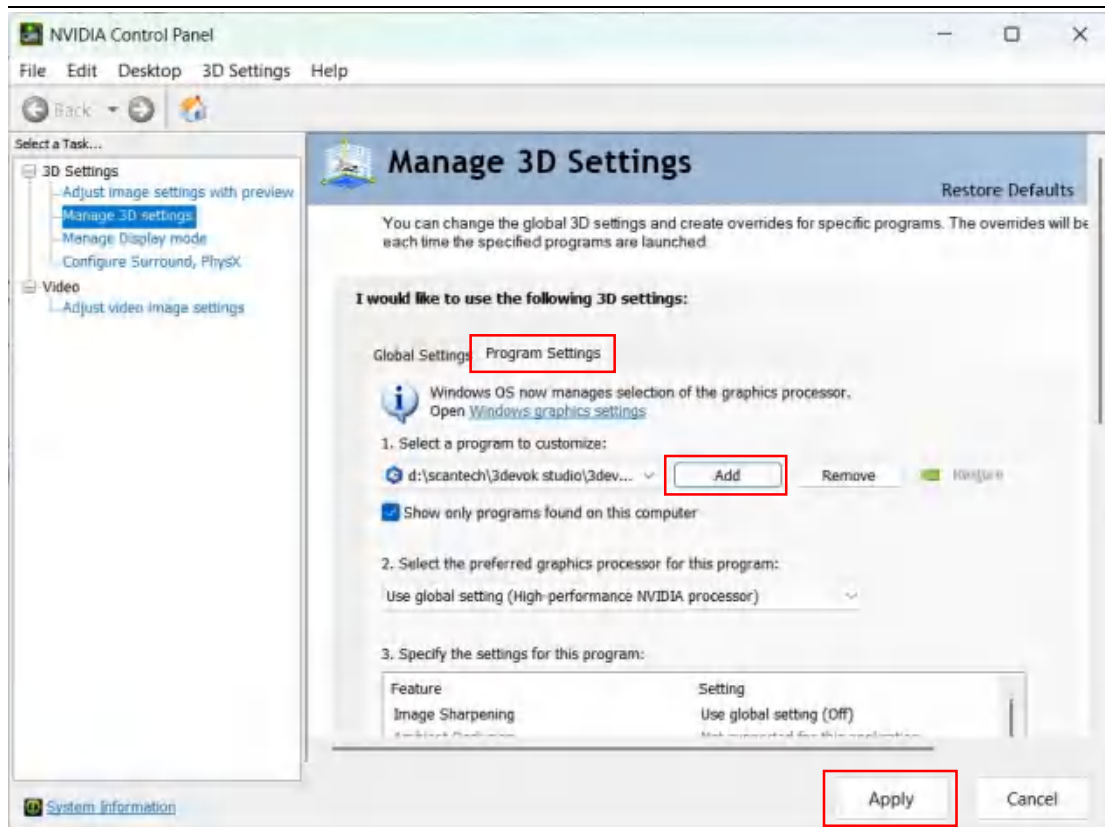 NVIDIA Control Panel
File Edit Desktop 3D Settings Help
Back
Select a Task...
3D Settings
Adjust image settings with preview
Manage 3D settings
Manage Display mode
Configure Surround, PhysX
Video
Adjust video image settings
Manage 3D Settings
Restore Defaults
You can change the global 3D settings and create overrides for specific programs. The overrides will be
each time the specified programs are launched
I would like to use the following 3D settings:
Global Settings Program Settings
Windows OS now manages selection of the graphics processor.
Open Windows graphics settings
1. Select a program to customize:
d:\scantech\3devok studio\3dev... Add Remove Restore
Show only programs found on this computer
2. Select the preferred graphics processor for this program:
Use global setting (High-performance NVIDIA processor)
3. Specify the settings for this program:
Feature Setting
Image Sharpening Use global setting (Off)
System Information
Apply Cancel